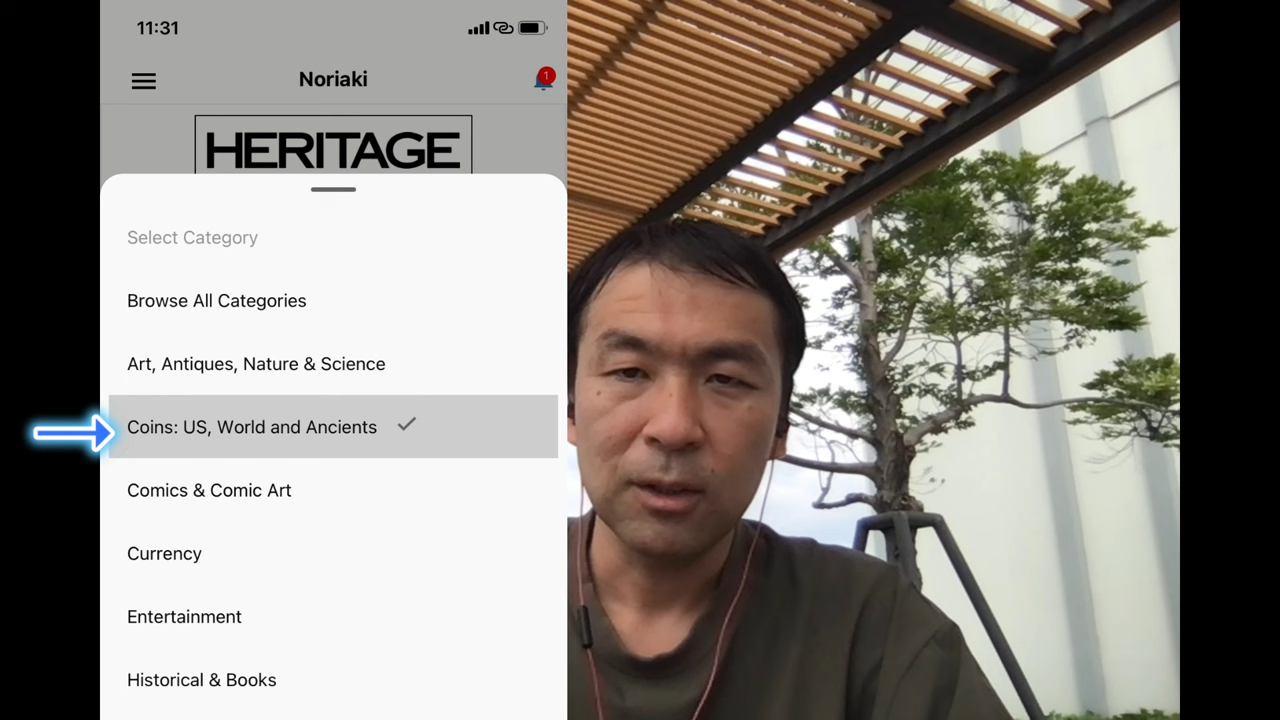 11:31
Noriaki
1
HERITAGE
Select Category
Browse All Categories
Art, Antiques, Nature & Science
Coins: US, World and Ancients
Comics & Comic Art
Currency
Entertainment
Historical & Books